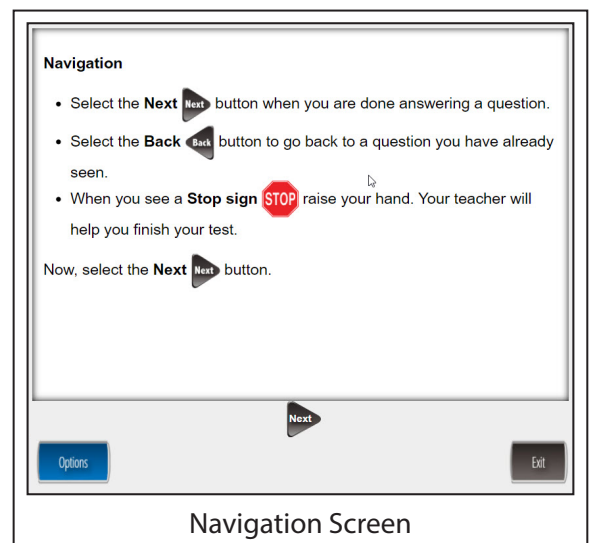 Navigation
• Select the Next Next button when you are done answering a question.
• Select the Back Back button to go back to a question you have already
seen.
• When you see a Stop sign STOP raise your hand. Your teacher will
help you finish your test.
Now, select the Next Next button.
Next
Options
Exit
Navigation Screen